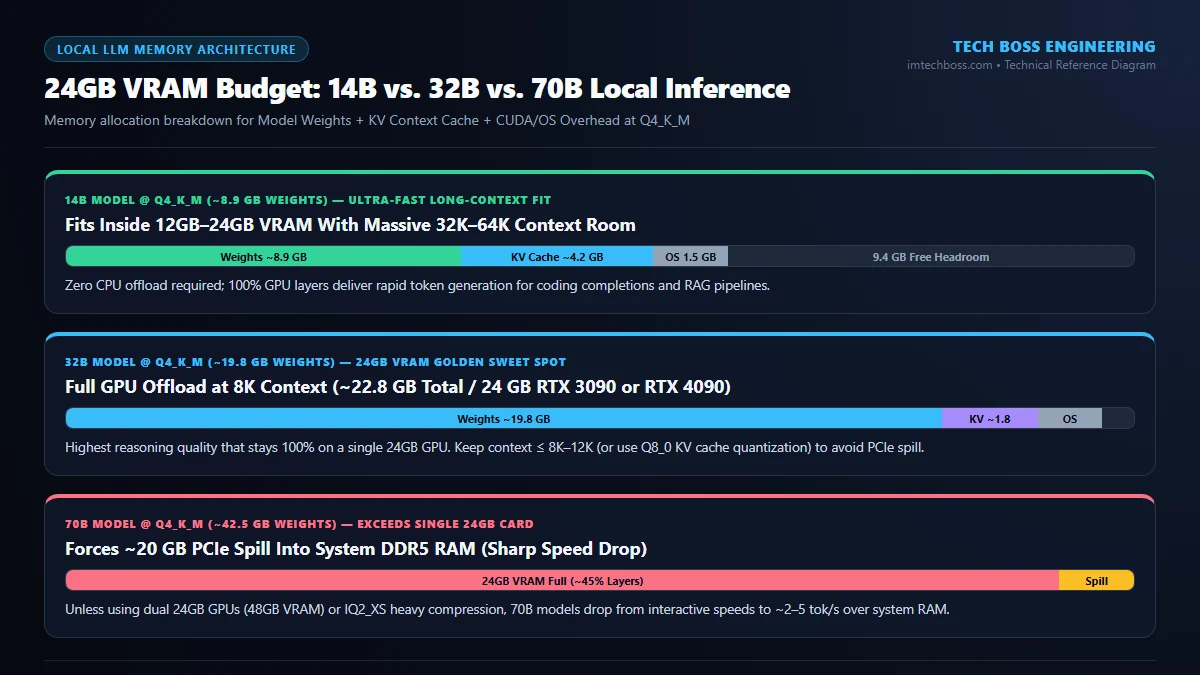 LOCAL LLM MEMORY ARCHITECTURE
TECH BOSS ENGINEERING
imtechboss.com • Technical Reference Diagram
24GB VRAM Budget: 14B vs. 32B vs. 70B Local Inference
Memory allocation breakdown for Model Weights + KV Context Cache + CUDA/OS Overhead at Q4_K_M
14B MODEL @ Q4_K_M (~8.9 GB WEIGHTS) — ULTRA-FAST LONG-CONTEXT FIT
Fits Inside 12GB–24GB VRAM With Massive 32K–64K Context Room
Weights ~8.9 GB KV Cache ~4.2 GB OS 1.5 GB 9.4 GB Free Headroom
Zero CPU offload required; 100% GPU layers deliver rapid token generation for coding completions and RAG pipelines.
32B MODEL @ Q4_K_M (~19.8 GB WEIGHTS) — 24GB VRAM GOLDEN SWEET SPOT
Full GPU Offload at 8K Context (~22.8 GB Total / 24 GB RTX 3090 or RTX 4090)
Weights ~19.8 GB KV ~1.8 OS
Highest reasoning quality that stays 100% on a single 24GB GPU. Keep context ≤ 8K–12K (or use Q8_0 KV cache quantization) to avoid PCIe spill.
70B MODEL @ Q4_K_M (~42.5 GB WEIGHTS) — EXCEEDS SINGLE 24GB CARD
Forces ~20 GB PCIe Spill Into System DDR5 RAM (Sharp Speed Drop)
24GB VRAM Full (~45% Layers) Spill
Unless using dual 24GB GPUs (48GB VRAM) or IQ2_XS heavy compression, 70B models drop from interactive speeds to ~2–5 tok/s over system RAM.